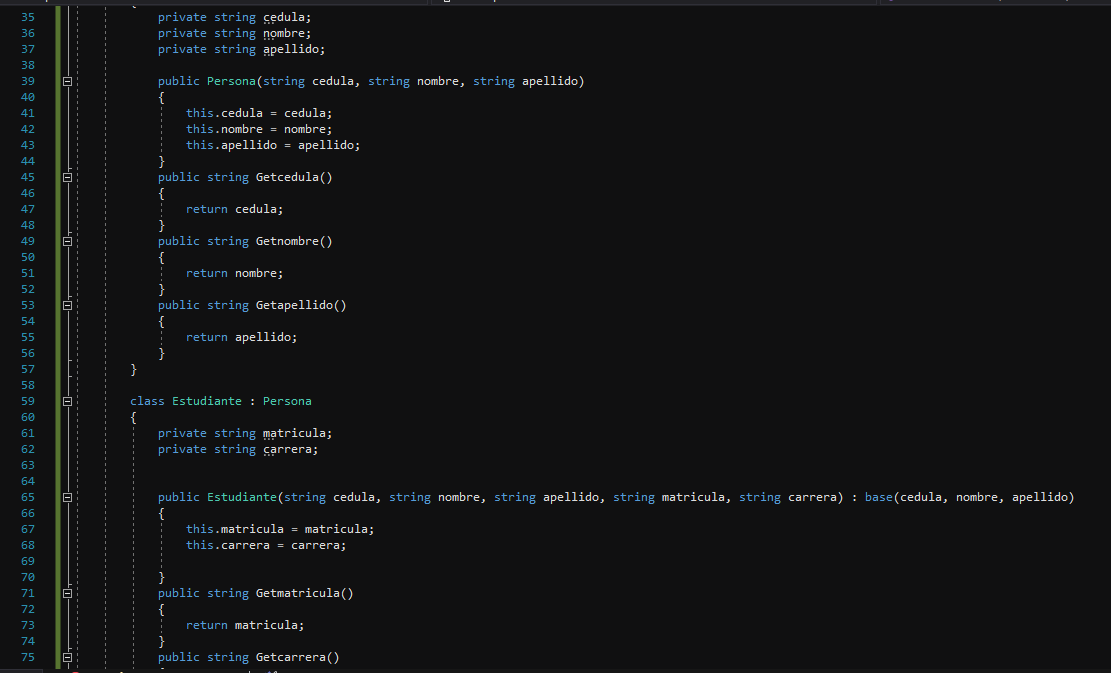 35 private string cedula;
36 private string nombre;
37 private string apellido;
38
39 public Persona(string cedula, string nombre, string apellido)
40 {
41 this.cedula = cedula;
42 this.nombre = nombre;
43 this.apellido = apellido;
44 }
45 public string Getcedula()
46 {
47 return cedula;
48 }
49 public string Getnombre()
50 {
51 return nombre;
52 }
53 public string Getapellido()
54 {
55 return apellido;
56 }
57 }
58
59 class Estudiante : Persona
60 {
61 private string matricula;
62 private string carrera;
63
64
65 public Estudiante(string cedula, string nombre, string apellido, string matricula, string carrera) : base(cedula, nombre, apellido)
66 {
67 this.matricula = matricula;
68 this.carrera = carrera;
69
70 }
71 public string Getmatricula()
72 {
73 return matricula;
74 }
75 public string Getcarrera()